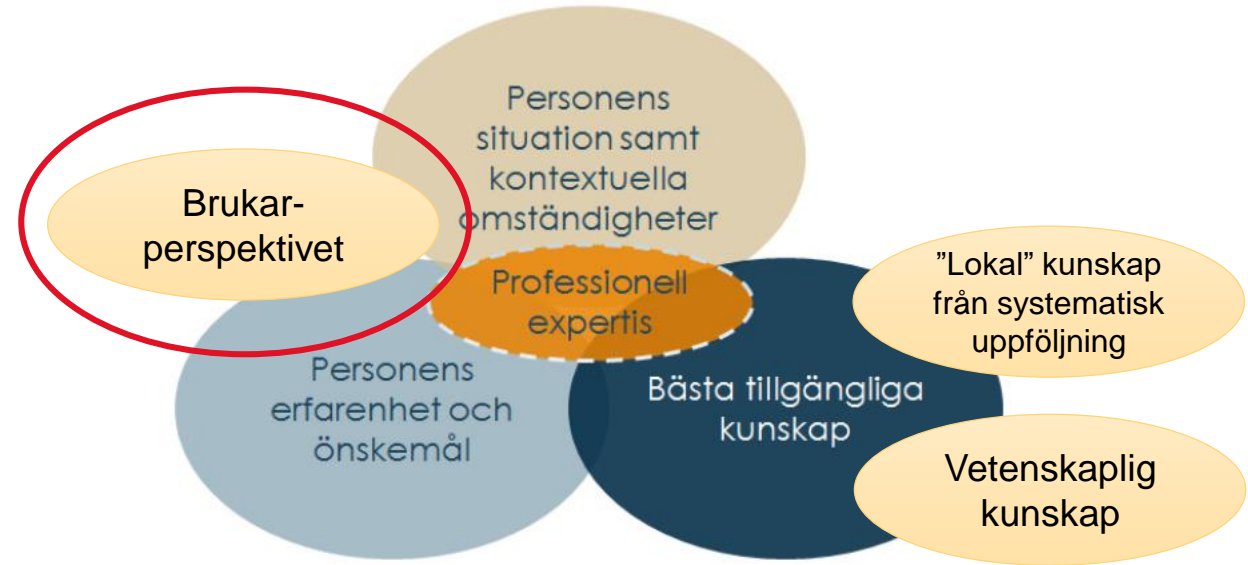 Personens
situation samt
kontextuella
omständigheter
Brukar-
perspektivet
Professionell
expertis
”Lokal” kunskap
från systematisk
uppföljning
Personens
erfarenhet och
önskemål
Bästa tillgängliga
kunskap
Vetenskaplig
kunskap